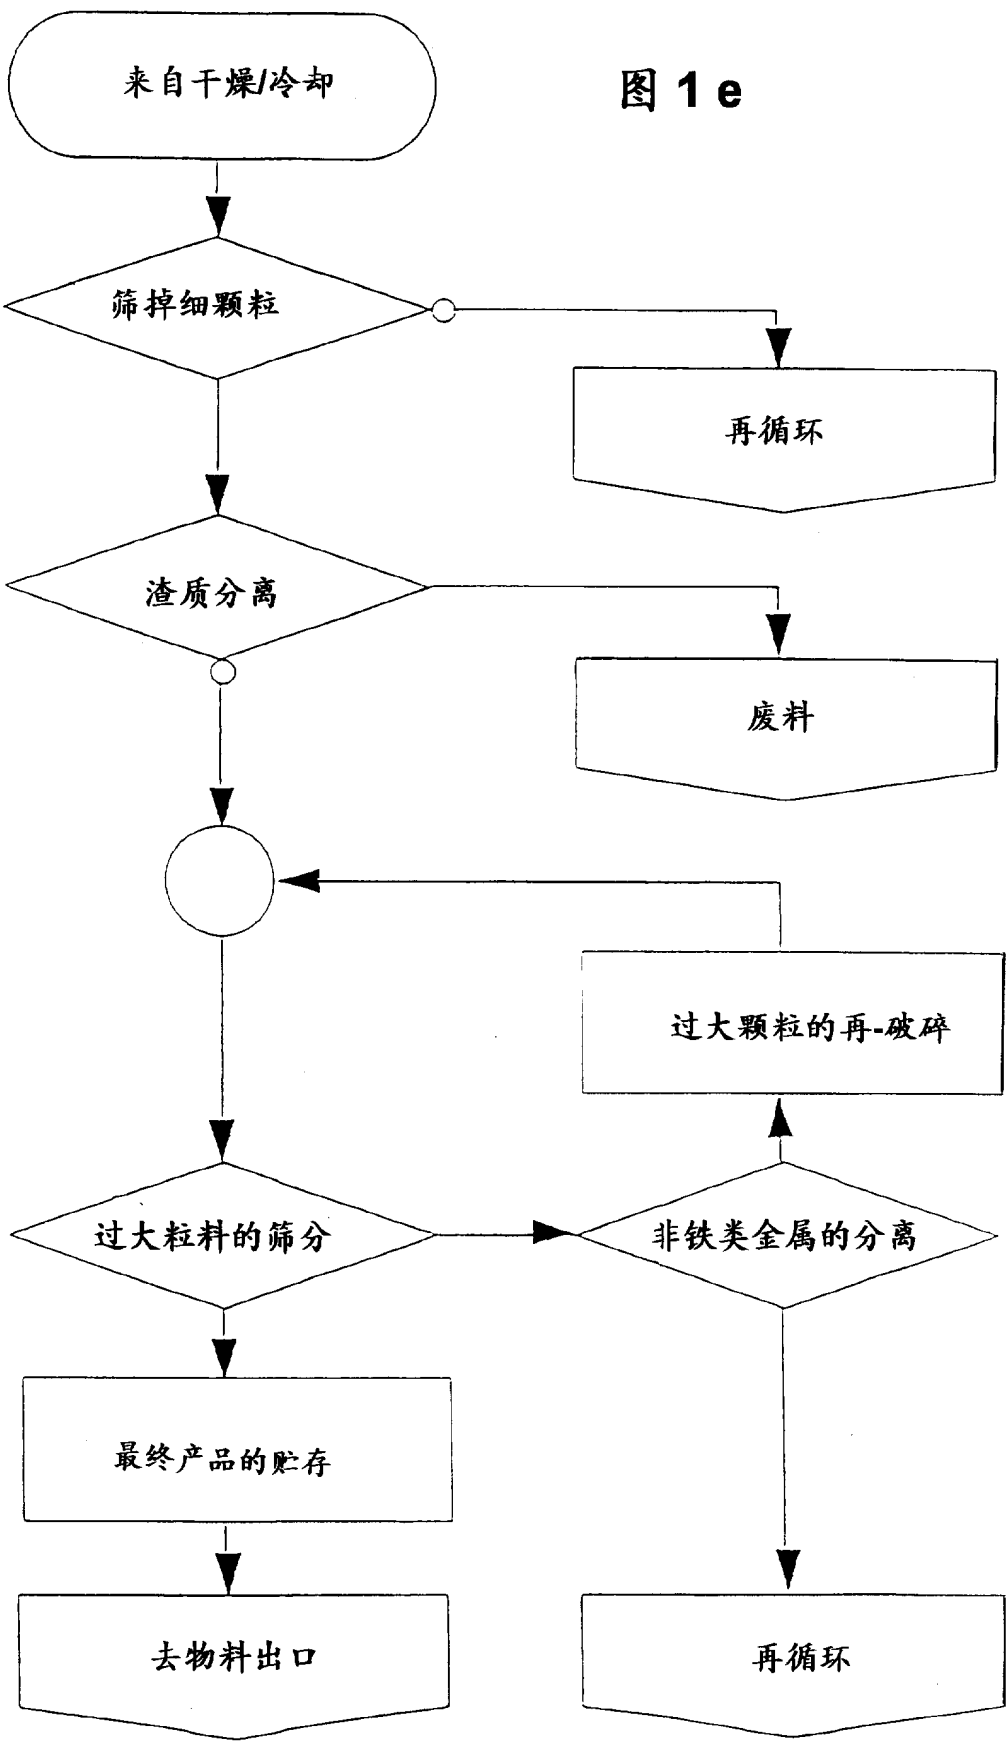 来自干燥/冷却
图 1 e
筛掉细颗粒
再循环
渣质分离
废料
过大颗粒的再-破碎
过大粒料的筛分
非铁类金属的分离
最终产品的贮存
去物料出口
再循环